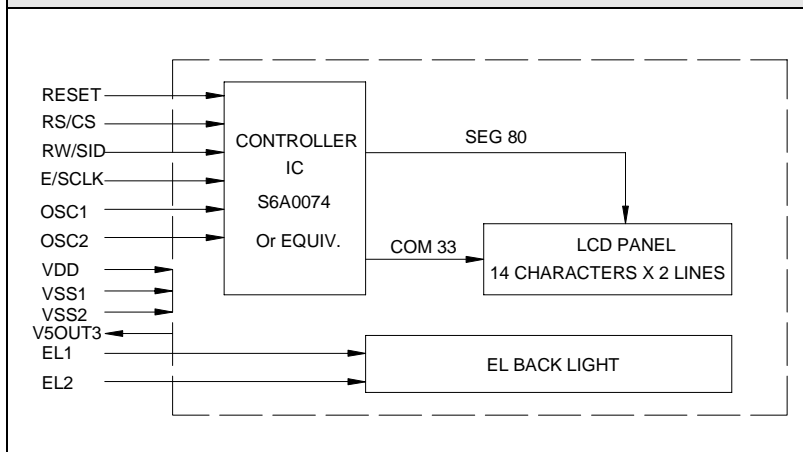 RESET
RS/CS
RW/SID
E/SCLK
OSC1
OSC2
VDD
VSS1
VSS2
V5OUT3
EL1
EL2
CONTROLLER
IC
S6A0074
Or EQUIV.
SEG 80
COM 33
LCD PANEL
14 CHARACTERS X 2 LINES
EL BACK LIGHT